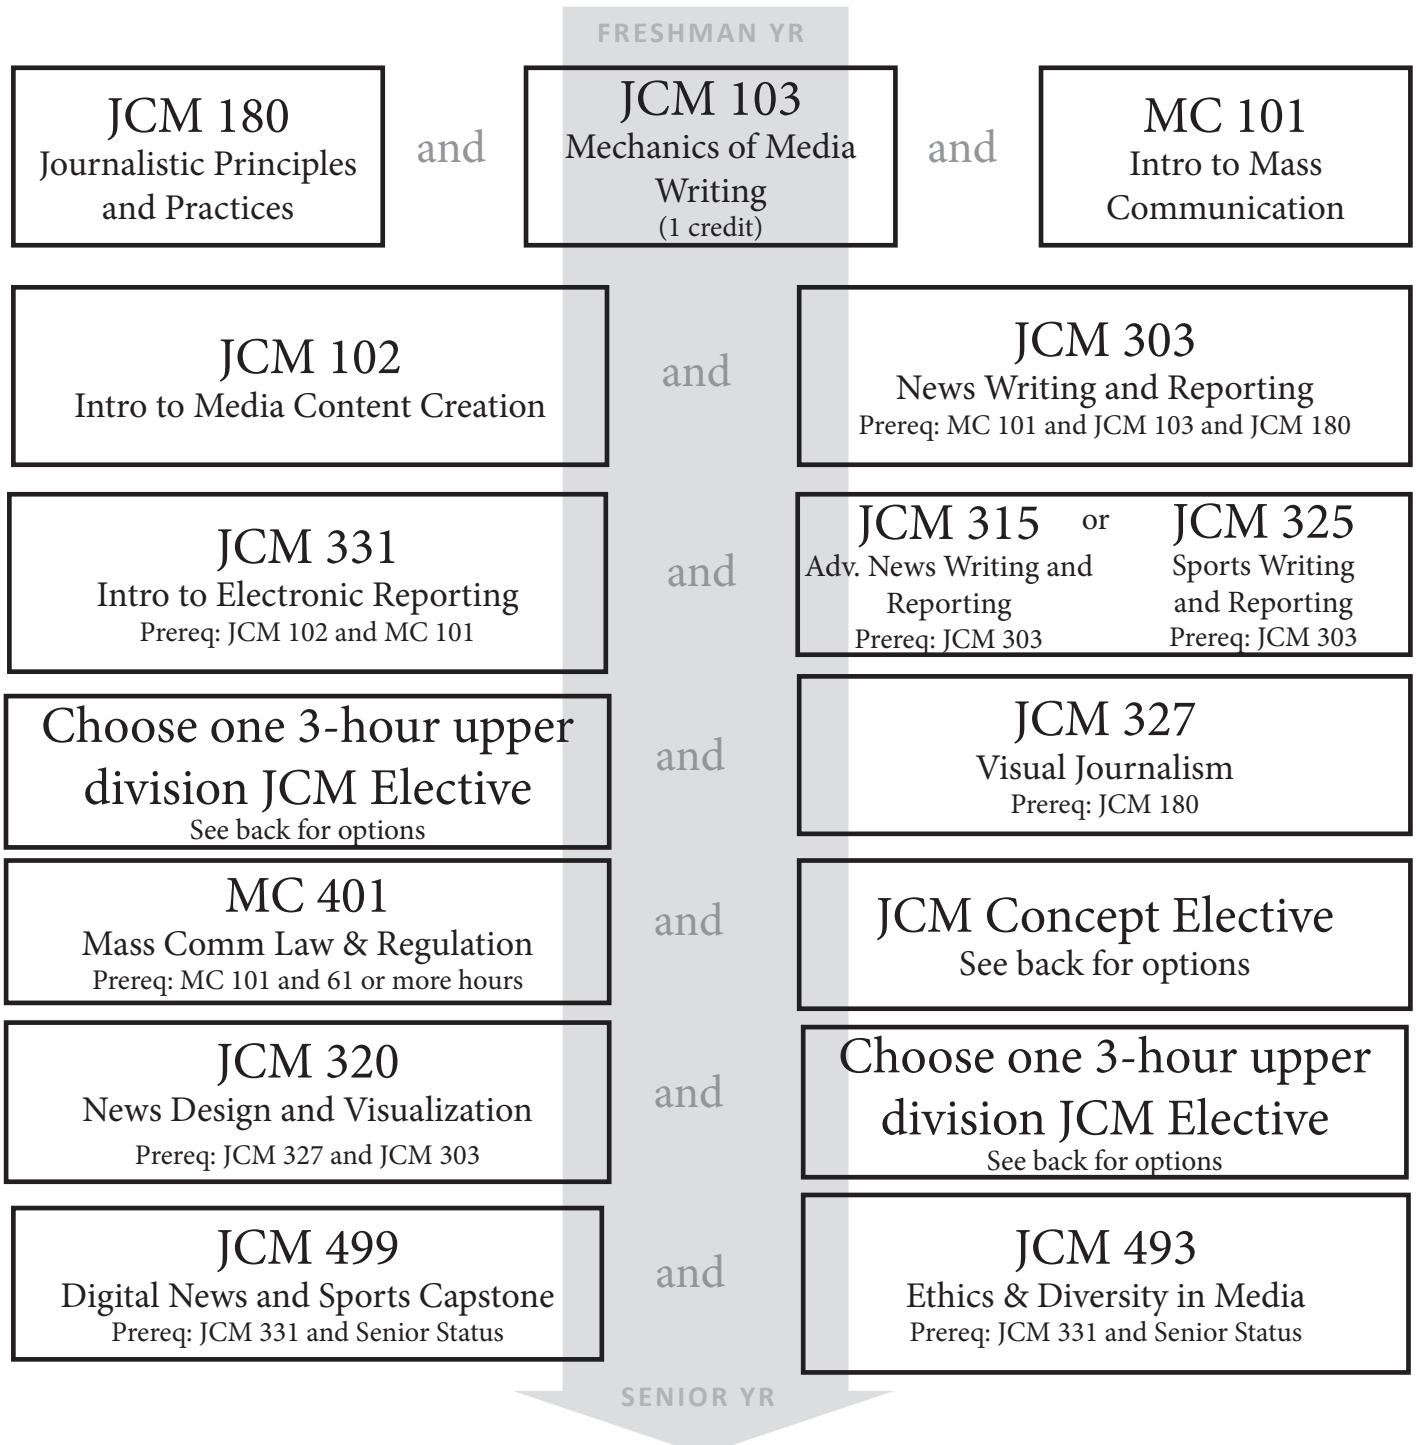 FRESHMAN YR
JCM 180
Journalistic Principles
and Practices
and
JCM 103
Mechanics of Media
Writing
(1 credit)
and
MC 101
Intro to Mass
Communication
JCM 102
Intro to Media Content Creation
and
JCM 303
News Writing and Reporting
Prereq: MC 101 and JCM 103 and JCM 180
JCM 331
Intro to Electronic Reporting
Prereq: JCM 102 and MC 101
and
JCM 315
Adv. News Writing and
Reporting
Prereq: JCM 303
or
JCM 325
Sports Writing
and Reporting
Prereq: JCM 303
Choose one 3-hour upper
division JCM Elective
See back for options
and
JCM 327
Visual Journalism
Prereq: JCM 180
MC 401
Mass Comm Law & Regulation
Prereq: MC 101 and 61 or more hours
and
JCM Concept Elective
See back for options
JCM 320
News Design and Visualization
Prereq: JCM 327 and JCM 303
and
Choose one 3-hour upper
division JCM Elective
See back for options
JCM 499
Digital News and Sports Capstone
Prereq: JCM 331 and Senior Status
and
JCM 493
Ethics & Diversity in Media
Prereq: JCM 331 and Senior Status
SENIOR YR